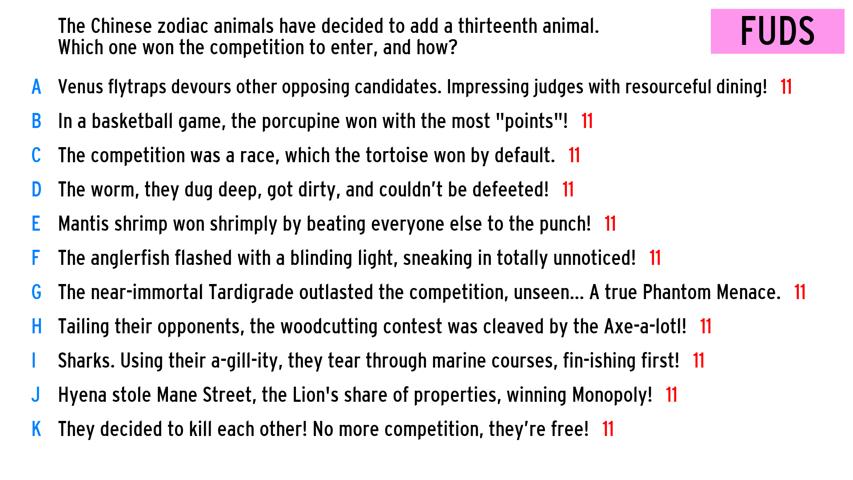 The Chinese zodiac animals have decided to add a thirteenth animal.
Which one won the competition to enter, and how?
FUDS
A Venus flytraps devours other opposing candidates. Impressing judges with resourceful dining! 11
B In a basketball game, the porcupine won with the most "points"! 11
C The competition was a race, which the tortoise won by default. 11
D The worm, they dug deep, got dirty, and couldn't be defeeted! 11
E Mantis shrimp won shrimply by beating everyone else to the punch! 11
F The anglerfish flashed with a blinding light, sneaking in totally unnoticed! 11
G The near-immortal Tardigrade outlasted the competition, unseen... A true Phantom Menace. 11
H Tailing their opponents, the woodcutting contest was cleaved by the Axe-a-lotl! 11
I Sharks. Using their a-gill-ity, they tear through marine courses, fin-ishing first! 11
J Hyena stole Mane Street, the Lion's share of properties, winning Monopoly! 11
K They decided to kill each other! No more competition, they're free! 11